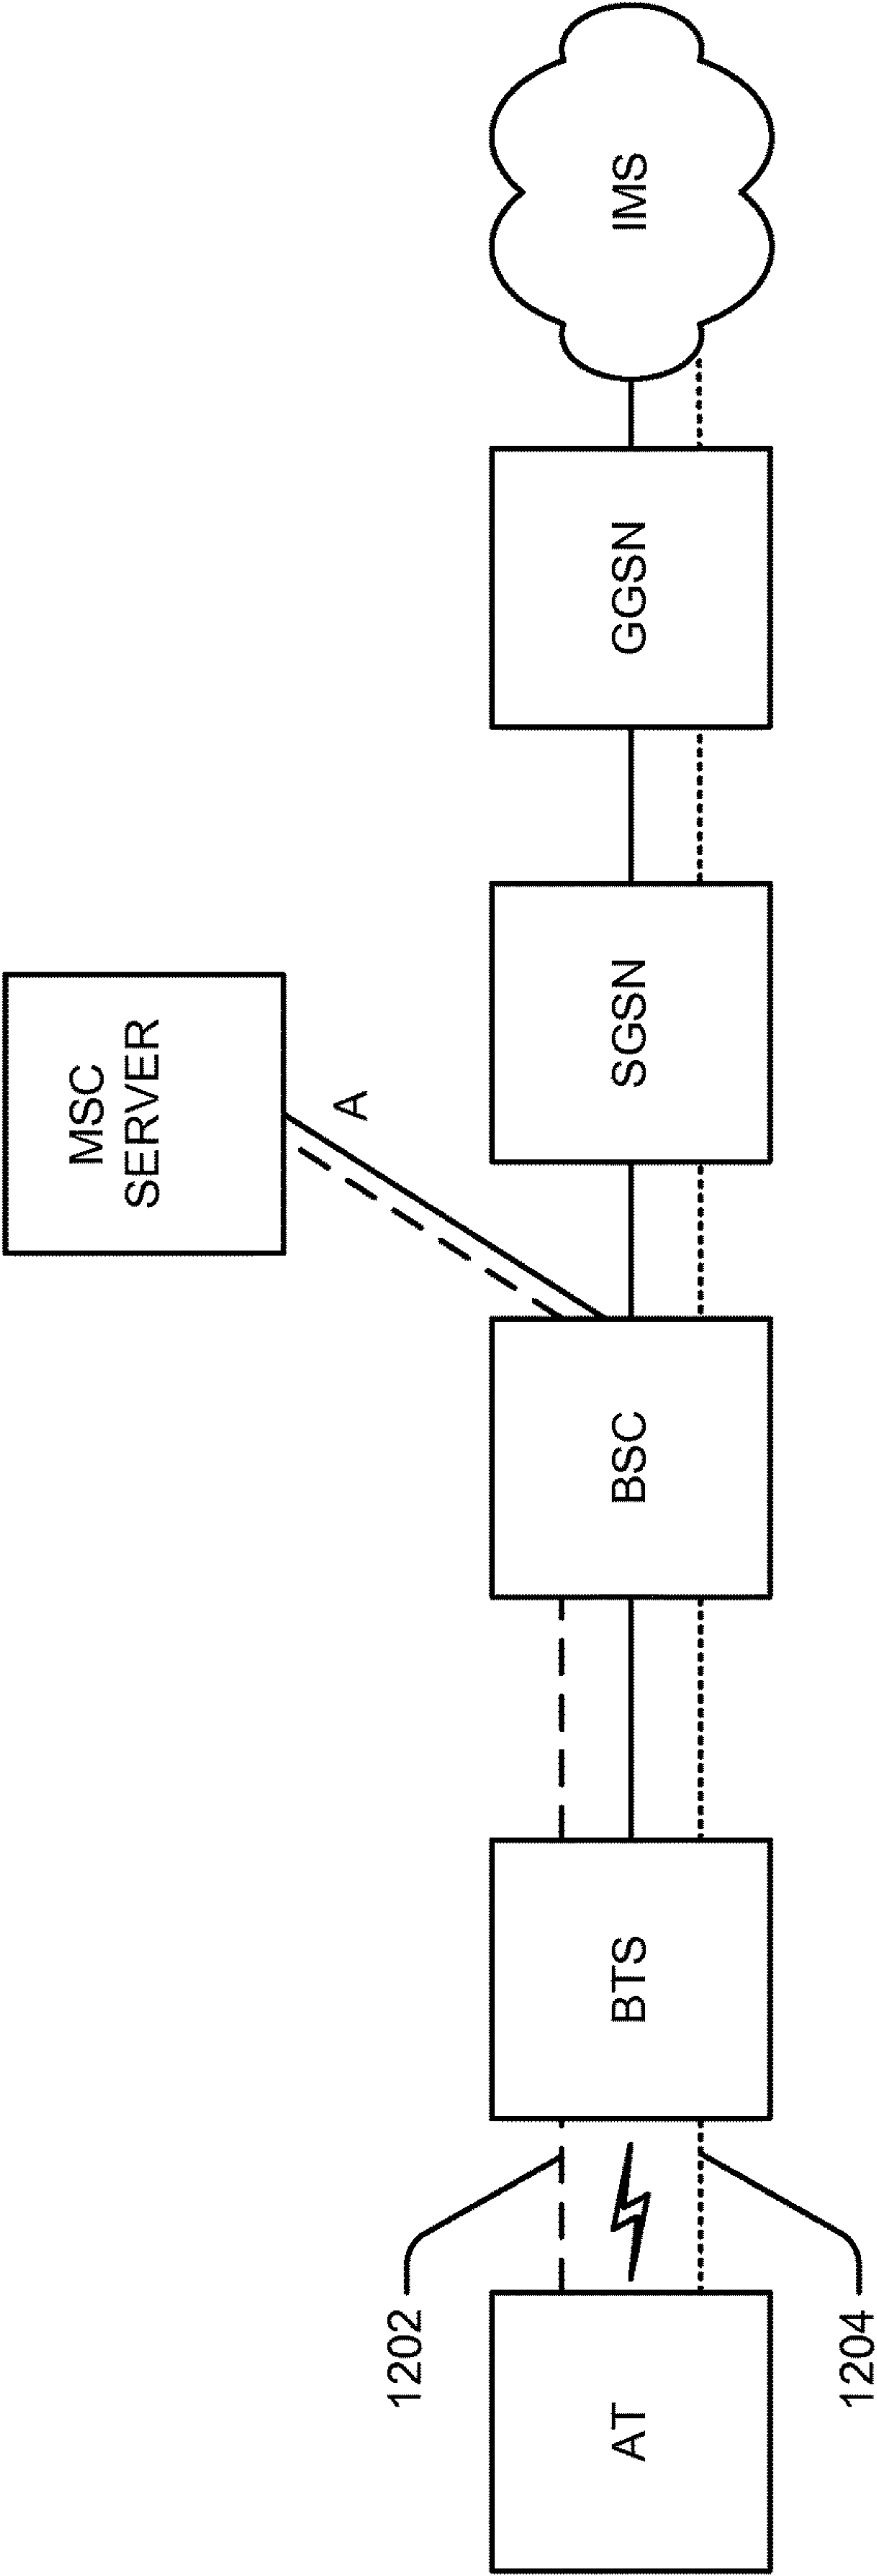 MSC
SERVER
A
1202
AT
BTS
BSC
SGSN
GGSN
IMS
1204